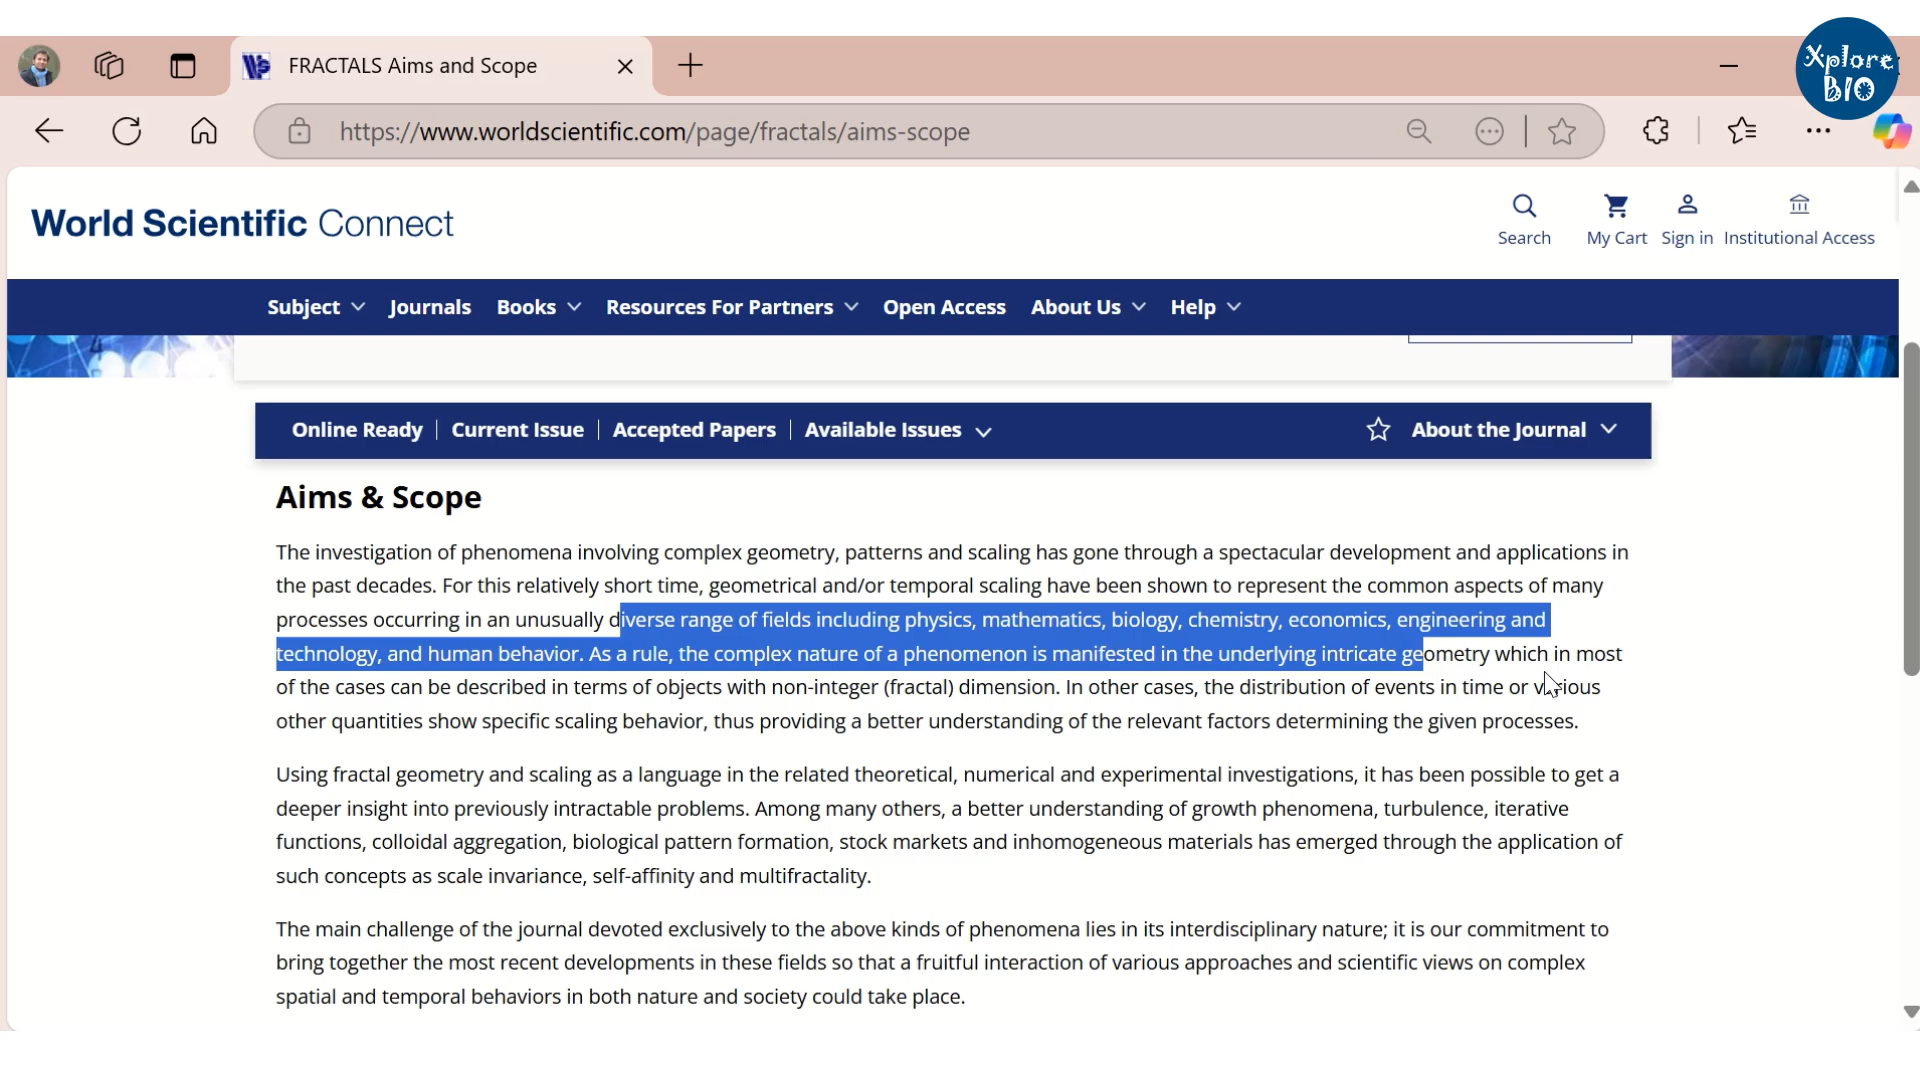 FRACTALS Aims and Scope
Xplore
BIO
https://www.worldscientific.com/page/fractals/aims-scope
World Scientific Connect
Search My Cart Sign in Institutional Access
Subject Journals Books Resources For Partners Open Access About Us Help
Online Ready Current Issue Accepted Papers Available Issues About the Journal
Aims & Scope
The investigation of phenomena involving complex geometry, patterns and scaling has gone through a spectacular development and applications in
the past decades. For this relatively short time, geometrical and/or temporal scaling have been shown to represent the common aspects of many
processes occurring in an unusually diverse range of fields including physics, mathematics, biology, chemistry, economics, engineering and
technology, and human behavior. As a rule, the complex nature of a phenomenon is manifested in the underlying intricate geometry which in most
of the cases can be described in terms of objects with non-integer (fractal) dimension. In other cases, the distribution of events in time or various
other quantities show specific scaling behavior, thus providing a better understanding of the relevant factors determining the given processes.
Using fractal geometry and scaling as a language in the related theoretical, numerical and experimental investigations, it has been possible to get a
deeper insight into previously intractable problems. Among many others, a better understanding of growth phenomena, turbulence, iterative
functions, colloidal aggregation, biological pattern formation, stock markets and inhomogeneous materials has emerged through the application of
such concepts as scale invariance, self-affinity and multifractality.
The main challenge of the journal devoted exclusively to the above kinds of phenomena lies in its interdisciplinary nature; it is our commitment to
bring together the most recent developments in these fields so that a fruitful interaction of various approaches and scientific views on complex
spatial and temporal behaviors in both nature and society could take place.